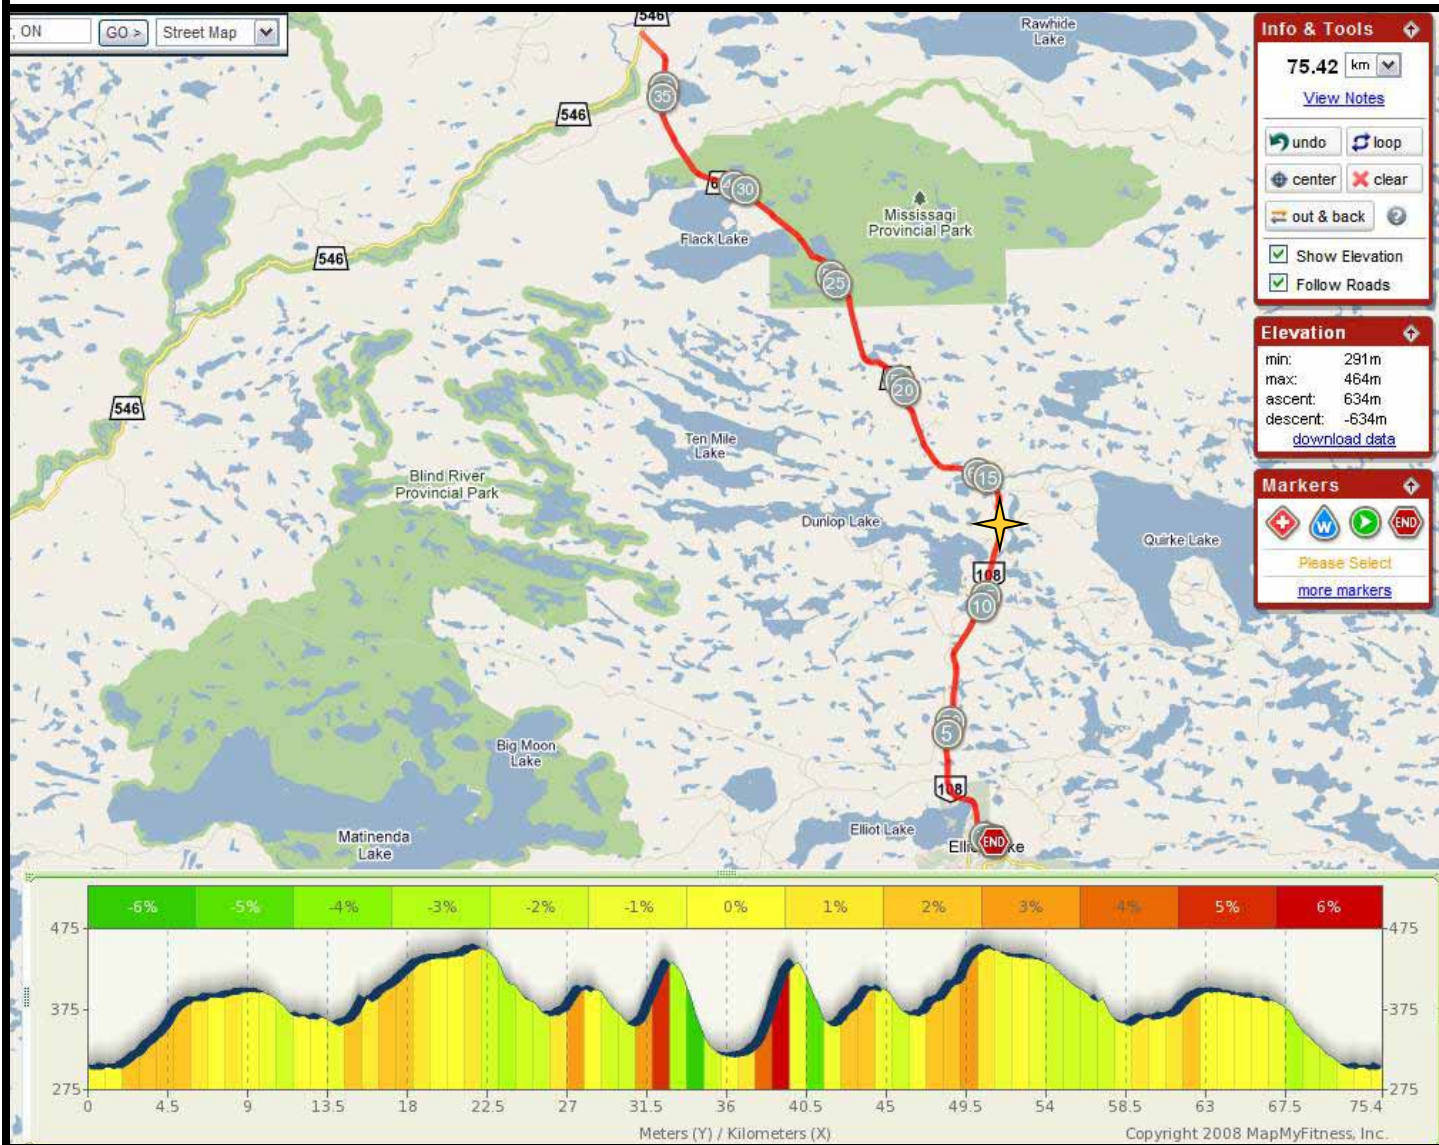 , ON
GO >
Street Map
546
Rawhide
Lake
546
35
546
546
30
Flack Lake
Mississagi
Provincial Park
25
20
Ten Mile
Lake
Blind River
Provincial Park
15
Dunlop Lake
Quirke Lake
108
10
5
Big Moon
Lake
108
Matinenda
Lake
Elliot Lake
END
Info & Tools
75.42 km
View Notes
undo loop
center clear
out & back ?
Show Elevation
Follow Roads
Elevation
min: 291m
max: 464m
ascent: 634m
descent: -634m
download data
Markers
W END
Please Select
more markers
-6% -5% -4% -3% -2% -1% 0% 1% 2% 3% 4% 5% 6%
475 475
375 375
275 275
0 4.5 9 13.5 18 22.5 27 31.5 36 40.5 45 49.5 54 58.5 63 67.5 75.4
Meters (Y) / Kilometers (X)
Copyright 2008 MapMyFitness, Inc.